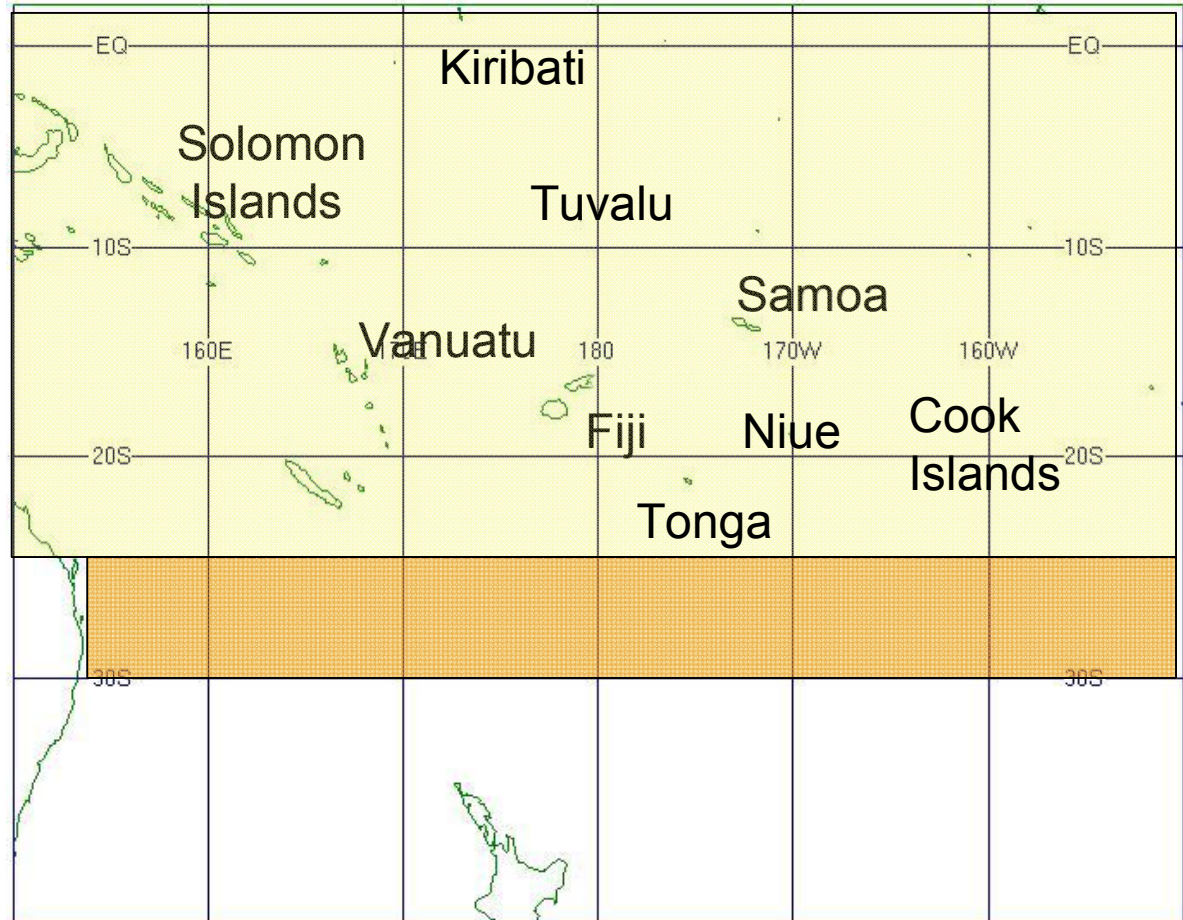 EQ
EQ
Kiribati
Solomon
Islands
Tuvalu
10S
10S
Samoa
Vanuatu
160E
170E
180
170W
160W
Fiji
Niue
Cook
Islands
20S
20S
Tonga
30S
30S